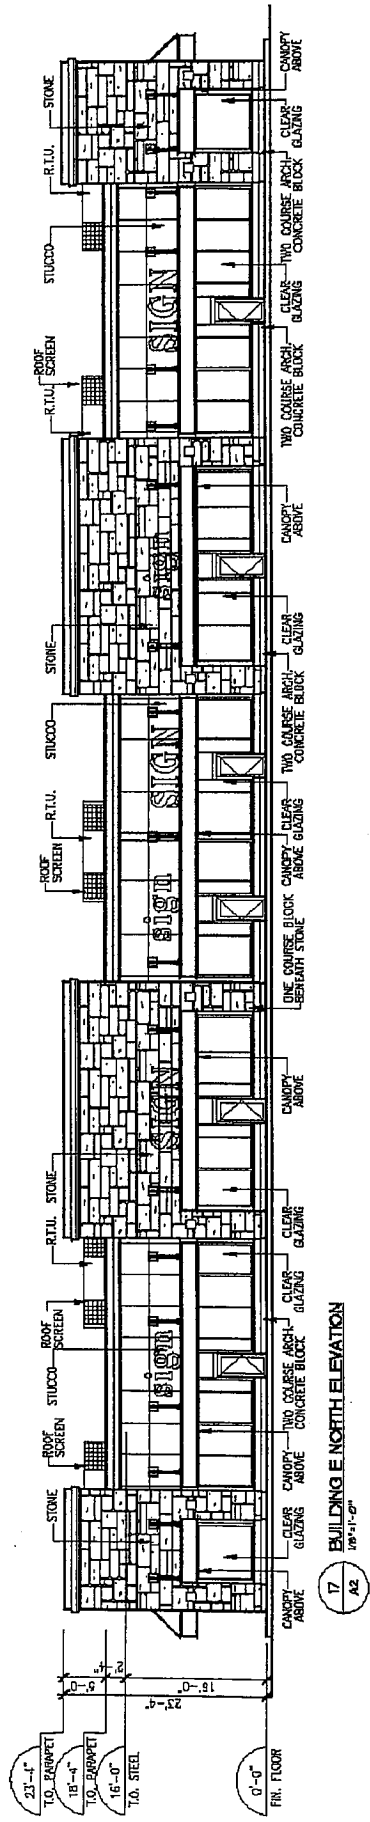 23'-4"
T.O. PARAPET
18'-4"
T.O. PARAPET
16'-0"
T.O. STEEL
0'-0"
FIN. FLOOR
5'-0"
2'-4"
16'-0"
23'-4"
STONE
ROOF
SCREEN
STUCCO
ROOF
SCREEN
R.T.U.
STONE
ROOF
SCREEN
R.T.U.
STUCCO
STONE
R.T.U.
ROOF
SCREEN
STUCCO
R.T.U.
STONE
sign
SIGN
sign
SIGN
sign
SIGN
CANOPY
ABOVE
CLEAR
GLAZING
CANOPY
ABOVE
TWO COURSE ARCH.
CONCRETE BLOCK
CLEAR
GLAZING
CLEAR
GLAZING
CANOPY
ABOVE
ONE COURSE BLOCK
BENEATH STONE
CANOPY
ABOVE
CLEAR
GLAZING
TWO COURSE ARCH.
CONCRETE BLOCK
CLEAR
GLAZING
CANOPY
ABOVE
TWO COURSE ARCH.
CONCRETE BLOCK
CLEAR
GLAZING
TWO COURSE ARCH.
CONCRETE BLOCK
CLEAR
GLAZING
CANOPY
ABOVE
17
A2
BUILDING E NORTH ELEVATION
1/8"=1'-0"